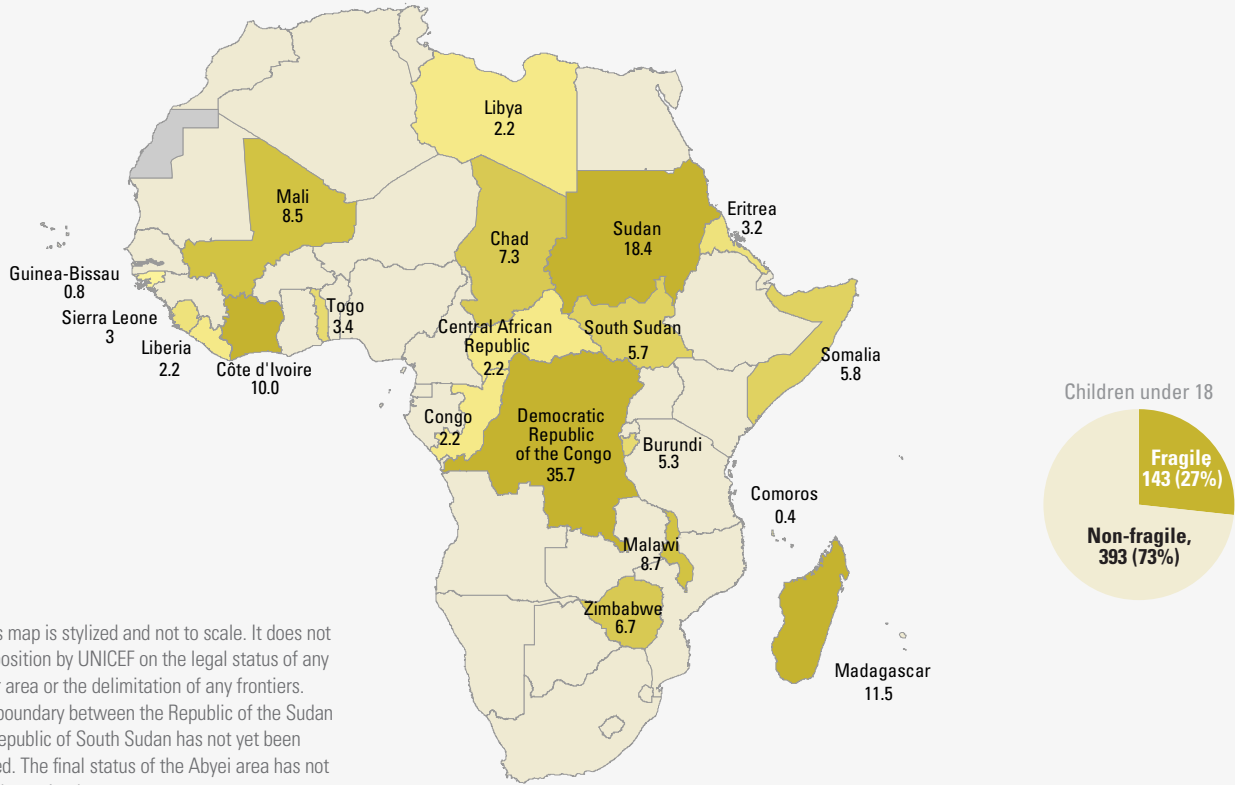 Libya
2.2
Mali
8.5
Chad
7.3
Sudan
18.4
Eritrea
3.2
Guinea-Bissau
0.8
Sierra Leone
3
Liberia
2.2
Côte d'Ivoire
10.0
Togo
3.4
Central African
Republic
2.2
South Sudan
5.7
Somalia
5.8
Congo
2.2
Democratic
Republic
of the Congo
35.7
Burundi
5.3
Comoros
0.4
Malawi
8.7
Zimbabwe
6.7
Madagascar
11.5
Children under 18
Fragile,
143 (27%)
Non-fragile,
393 (73%)
map is stylized and not to scale. It does not
position by UNICEF on the legal status of any
area or the delimitation of any frontiers.
boundary between the Republic of the Sudan
Republic of South Sudan has not yet been
The final status of the Abyei area has not